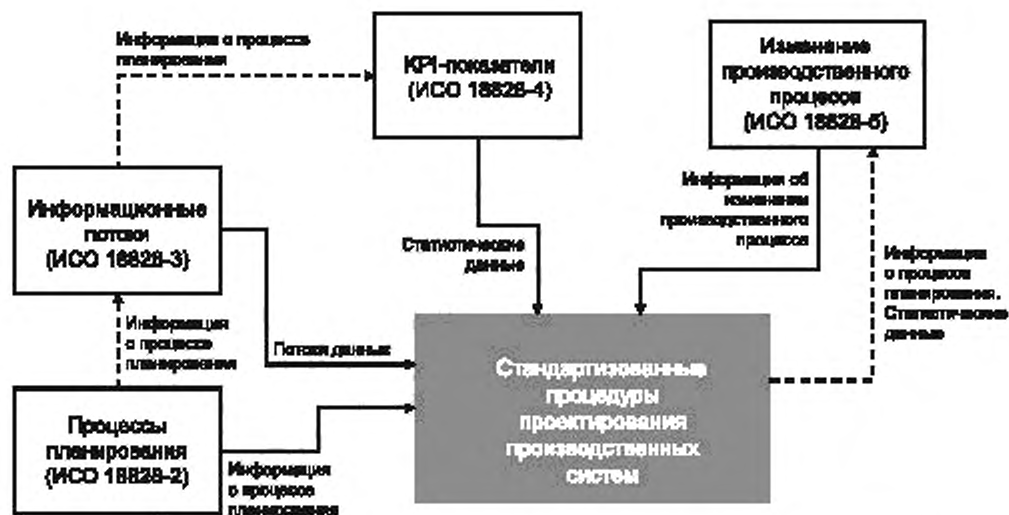 Информация о процессе
планирования
KPI-показатели
(ИСО 18828-4)
Изменение
производственного
процесса
(ИСО 18828-5)
Информационные
потоки
(ИСО 18828-3)
Информация об
изменении
производственного
процесса
Статистические
данные
Информация
о процессе
планирования.
Статистические
данные
Информация
о процессе
планирования
Потоки данных
Стандартизованные
процедуры
проектирования
производственных
систем
Процессы
планирования
(ИСО 18828-2)
Информация
о процессе
планирования